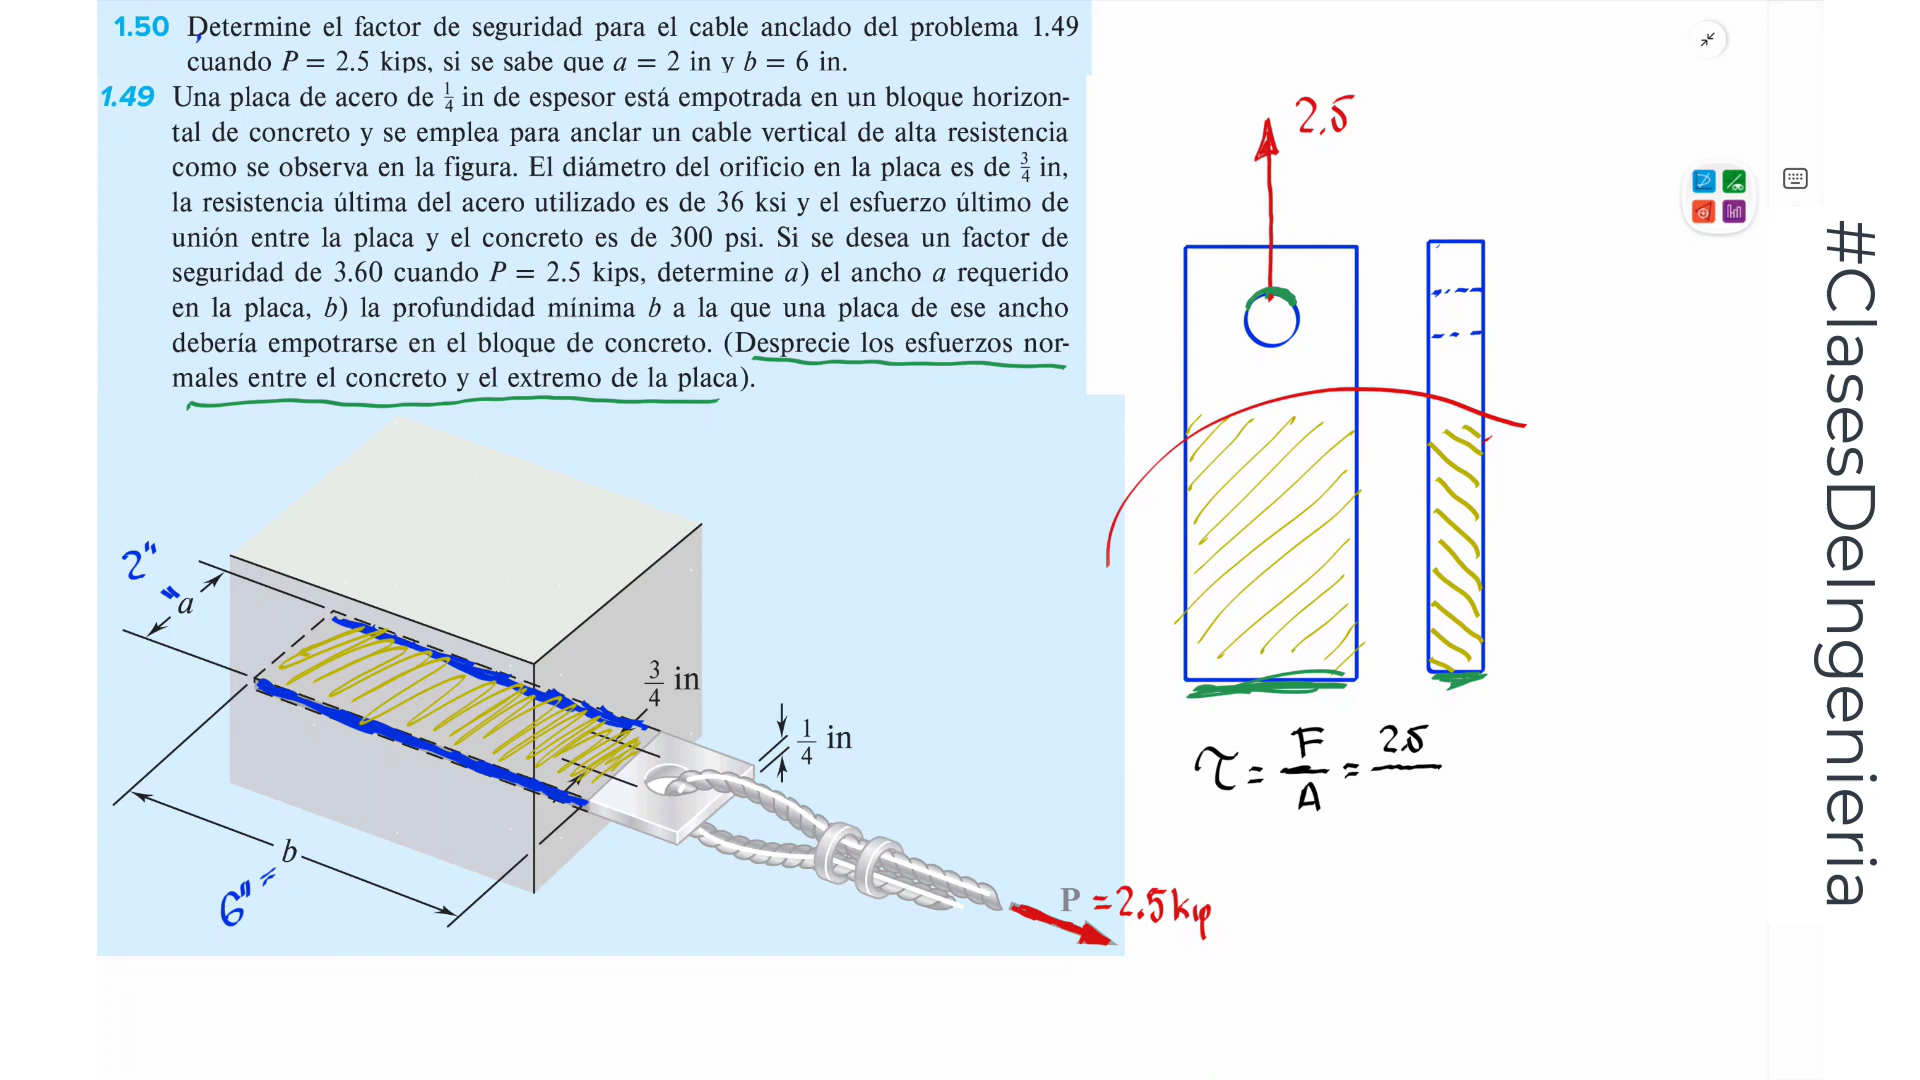 1.50 Determine el factor de seguridad para el cable anclado del problema 1.49
cuando P = 2.5 kips, si se sabe que a = 2 in y b = 6 in.
1.49 Una placa de acero de 1/4 in de espesor está empotrada en un bloque horizon-
tal de concreto y se emplea para anclar un cable vertical de alta resistencia
como se observa en la figura. El diámetro del orificio en la placa es de 3/4 in,
la resistencia última del acero utilizado es de 36 ksi y el esfuerzo último de
unión entre la placa y el concreto es de 300 psi. Si se desea un factor de
seguridad de 3.60 cuando P = 2.5 kips, determine a) el ancho a requerido
en la placa, b) la profundidad mínima b a la que una placa de ese ancho
debería empotrarse en el bloque de concreto. (Desprecie los esfuerzos nor-
males entre el concreto y el extremo de la placa).
2.5
2"
a
3/4 in
1/4 in
b
6" =
P = 2.5 kip
τ = F/A = 2.5
#ClasesDeIngenieria